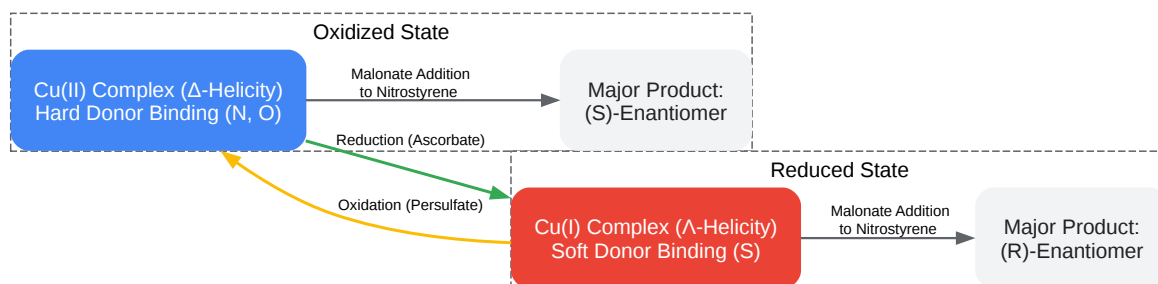 Oxidized State
Cu(II) Complex (Δ-Helicity)
Hard Donor Binding (N, O)
Malonate Addition
to Nitrostyrene
Major Product:
(S)-Enantiomer
Reduction (Ascorbate)
Oxidation (Persulfate)
Reduced State
Cu(I) Complex (Λ-Helicity)
Soft Donor Binding (S)
Malonate Addition
to Nitrostyrene
Major Product:
(R)-Enantiomer